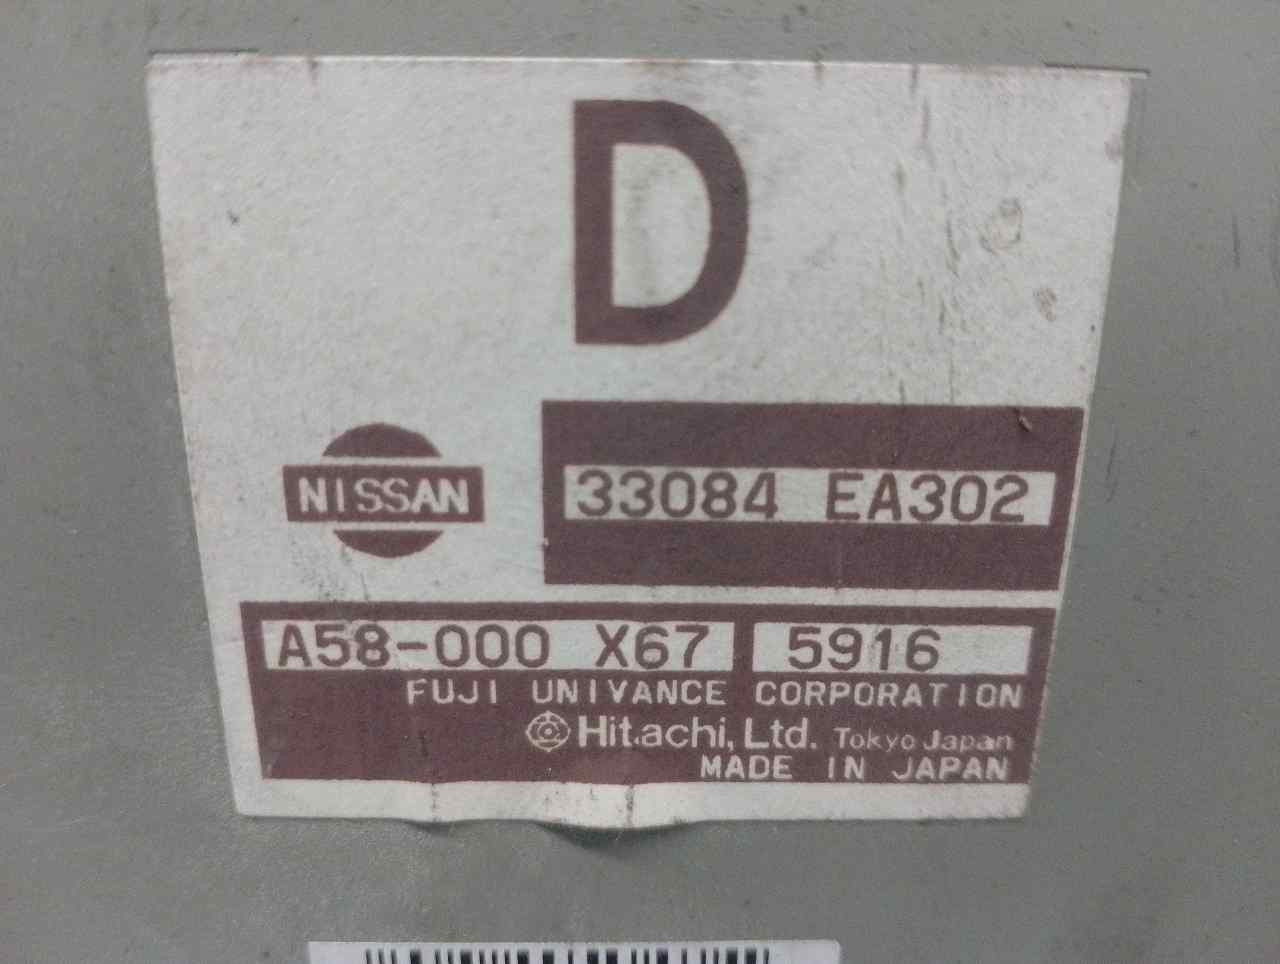 D
NISSAN
33084 EA302
A58-000 X67 5916
FUJI UNIVANCE CORPORATION
Hitachi, Ltd. Tokyo Japan
MADE IN JAPAN